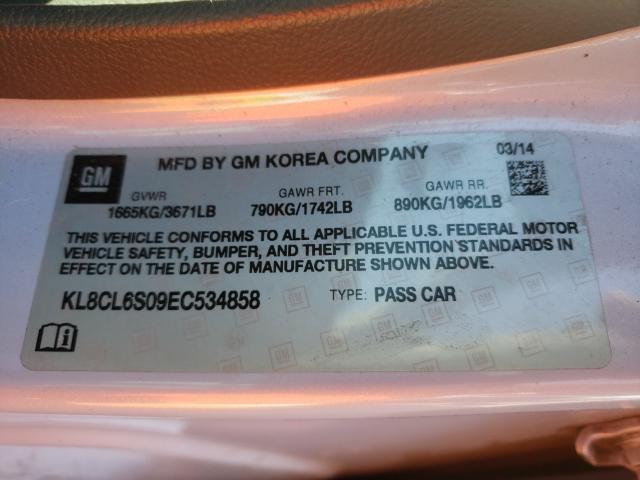 GM
MFD BY GM KOREA COMPANY 03/14
GVWR GAWR FRT. GAWR RR.
1665KG/3671LB 790KG/1742LB 890KG/1962LB
THIS VEHICLE CONFORMS TO ALL APPLICABLE U.S. FEDERAL MOTOR
VEHICLE SAFETY, BUMPER, AND THEFT PREVENTION STANDARDS IN
EFFECT ON THE DATE OF MANUFACTURE SHOWN ABOVE.
KL8CL6S09EC534858 TYPE: PASS CAR